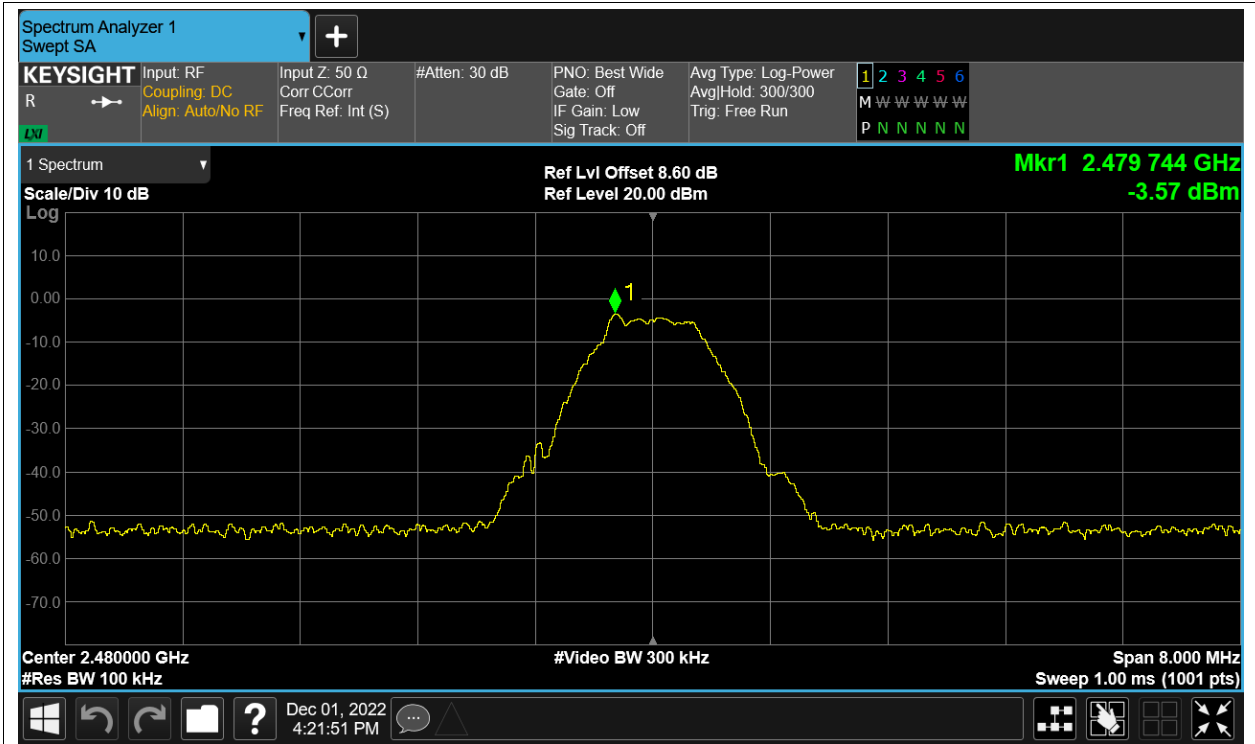 Spectrum Analyzer 1
Swept SA
KEYSIGHT
R
LXI
Input: RF
Coupling: DC
Align: Auto/No RF
Input Z: 50 Ω
Corr CCorr
Freq Ref: Int (S)
#Atten: 30 dB
PNO: Best Wide
Gate: Off
IF Gain: Low
Sig Track: Off
Avg Type: Log-Power
Avg|Hold: 300/300
Trig: Free Run
1 2 3 4 5 6
M W W W W W W
P N N N N N N
1 Spectrum
Scale/Div 10 dB
Log
Ref Lvl Offset 8.60 dB
Ref Level 20.00 dBm
Mkr1 2.479 744 GHz
-3.57 dBm
1
10.0
0.00
-10.0
-20.0
-30.0
-40.0
-50.0
-60.0
-70.0
Center 2.480000 GHz
#Res BW 100 kHz
#Video BW 300 kHz
Span 8.000 MHz
Sweep 1.00 ms (1001 pts)
?
Dec 01, 2022
4:21:51 PM